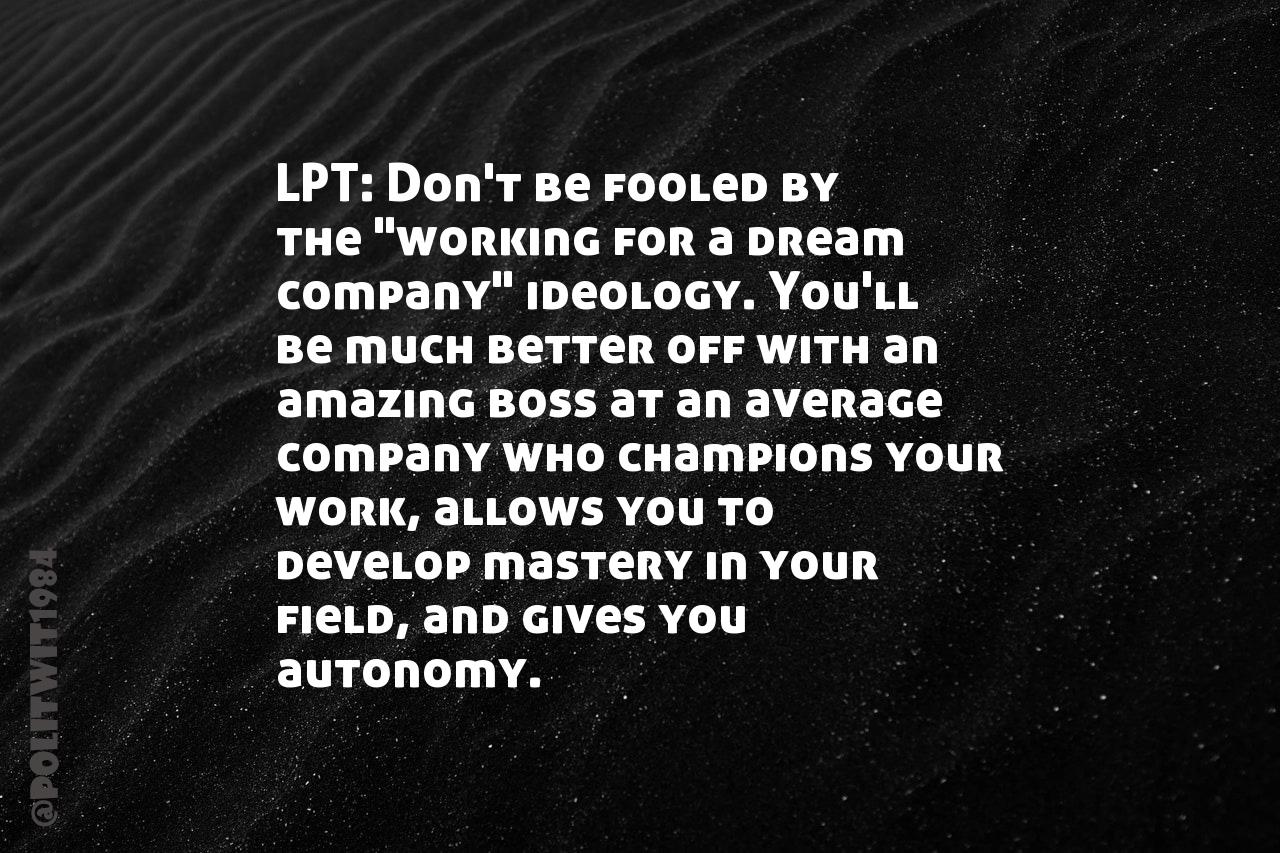 LPT: Don't be fooled by
the "working for a dream
company" ideology. You'll
be much better off with an
amazing boss at an average
company who champions your
work, allows you to
develop mastery in your
field, and gives you
autonomy.
@POLITWIT1984